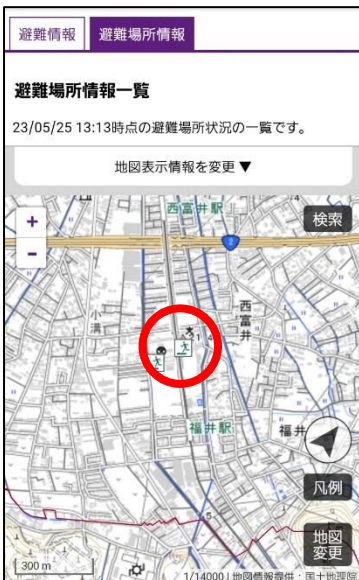 避難情報 避難場所情報
避難場所情報一覧
23/05/25 13:13時点の避難場所状況の一覧です。
地図表示情報を変更 ▼
西富井駅
+
検索
-
2
小溝
西富井
福井駅
福井
凡例
地図
変更
300 m
1/14000 | 地図情報提供：国土地理院